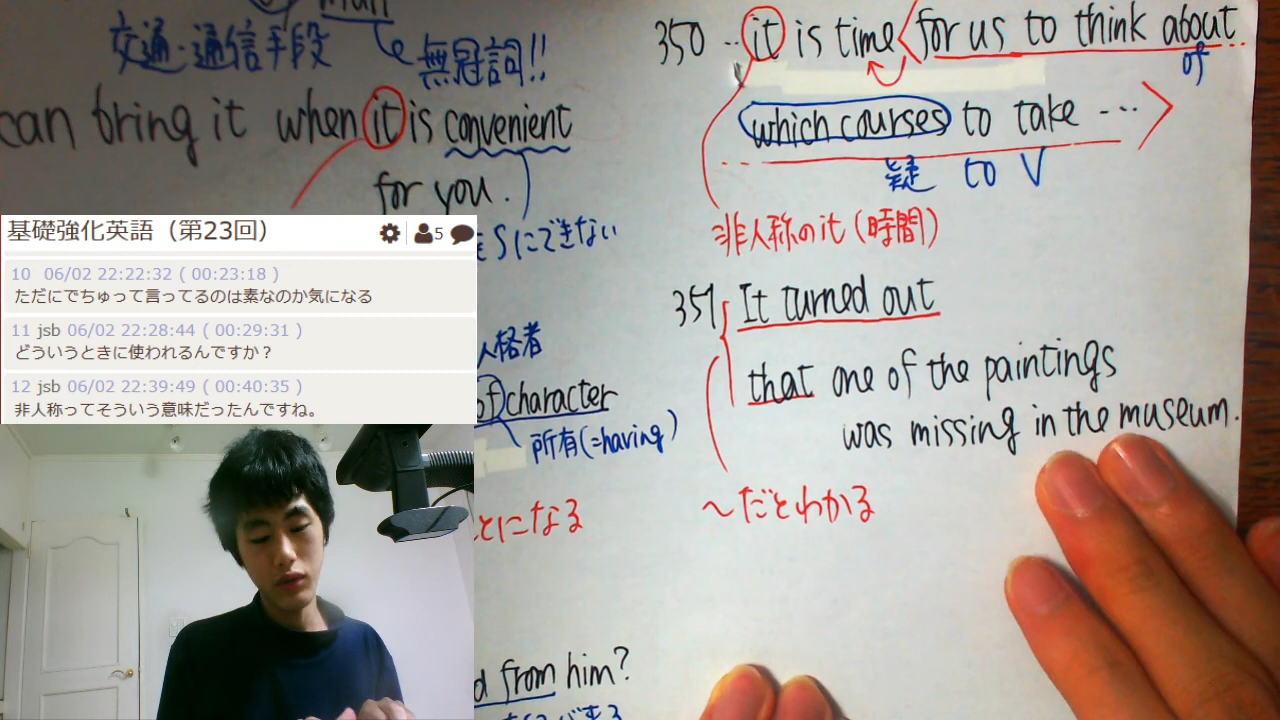 mail
交通・通信手段
無冠詞!!
can bring it when it is convenient
for you.
をSにできない
人格者
of character
所有(=having)
とになる
d from him?
350 ... it is time for us to think about
of
which courses to take ...
疑 to V
非人称のit (時間)
351 It turned out
that one of the paintings
was missing in the museum.
～だとわかる
基礎強化英語（第23回）
5
10 06/02 22:22:32 ( 00:23:18 )
ただにでちゅって言ってるのは素なのか気になる
11 jsb 06/02 22:28:44 ( 00:29:31 )
どういうときに使われるんですか？
12 jsb 06/02 22:39:49 ( 00:40:35 )
非人称ってそういう意味だったんですね。